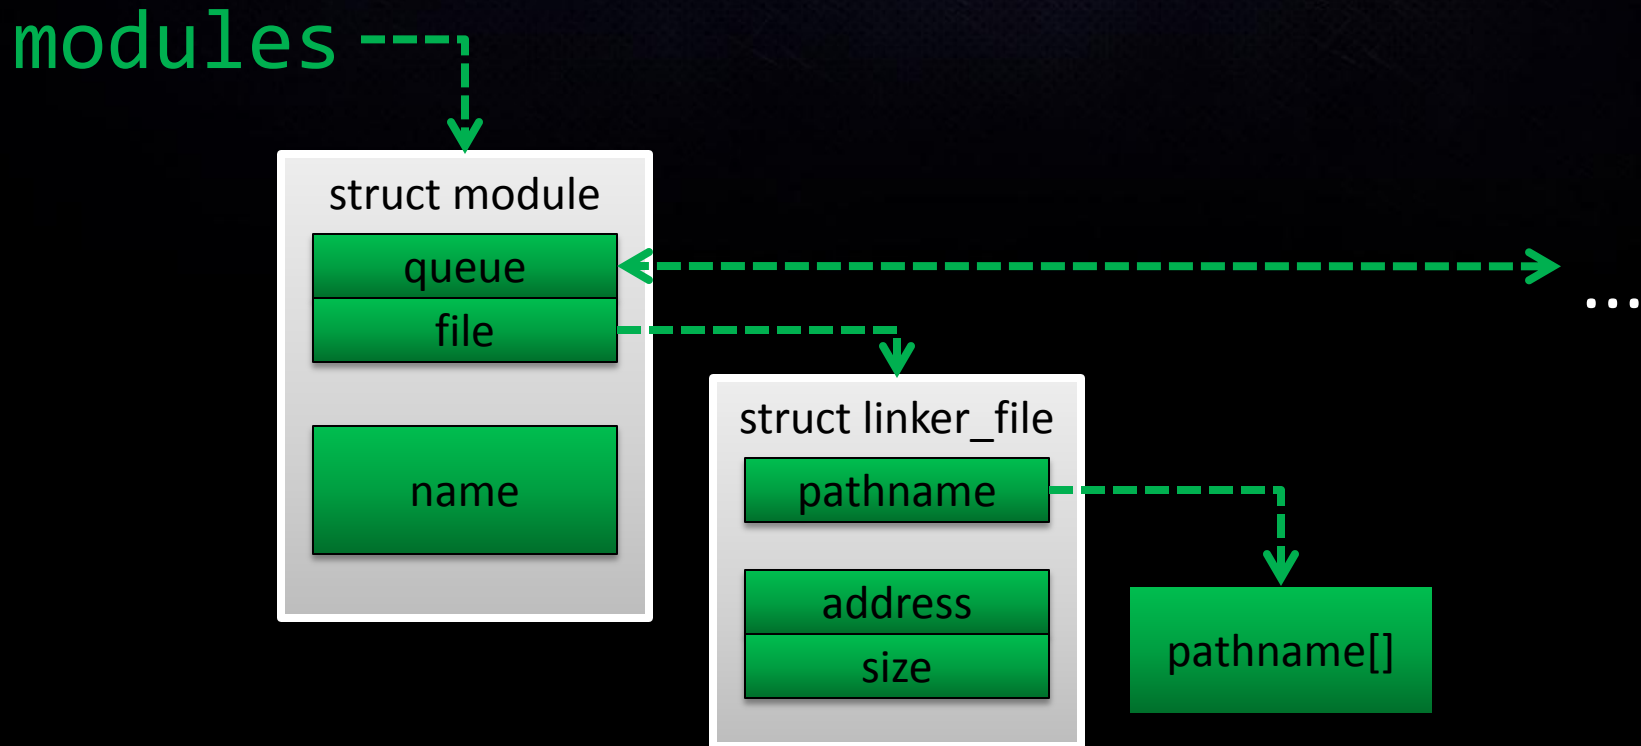 modules
struct module
queue
file
name
…
struct linker_file
pathname
address
size
pathname[]